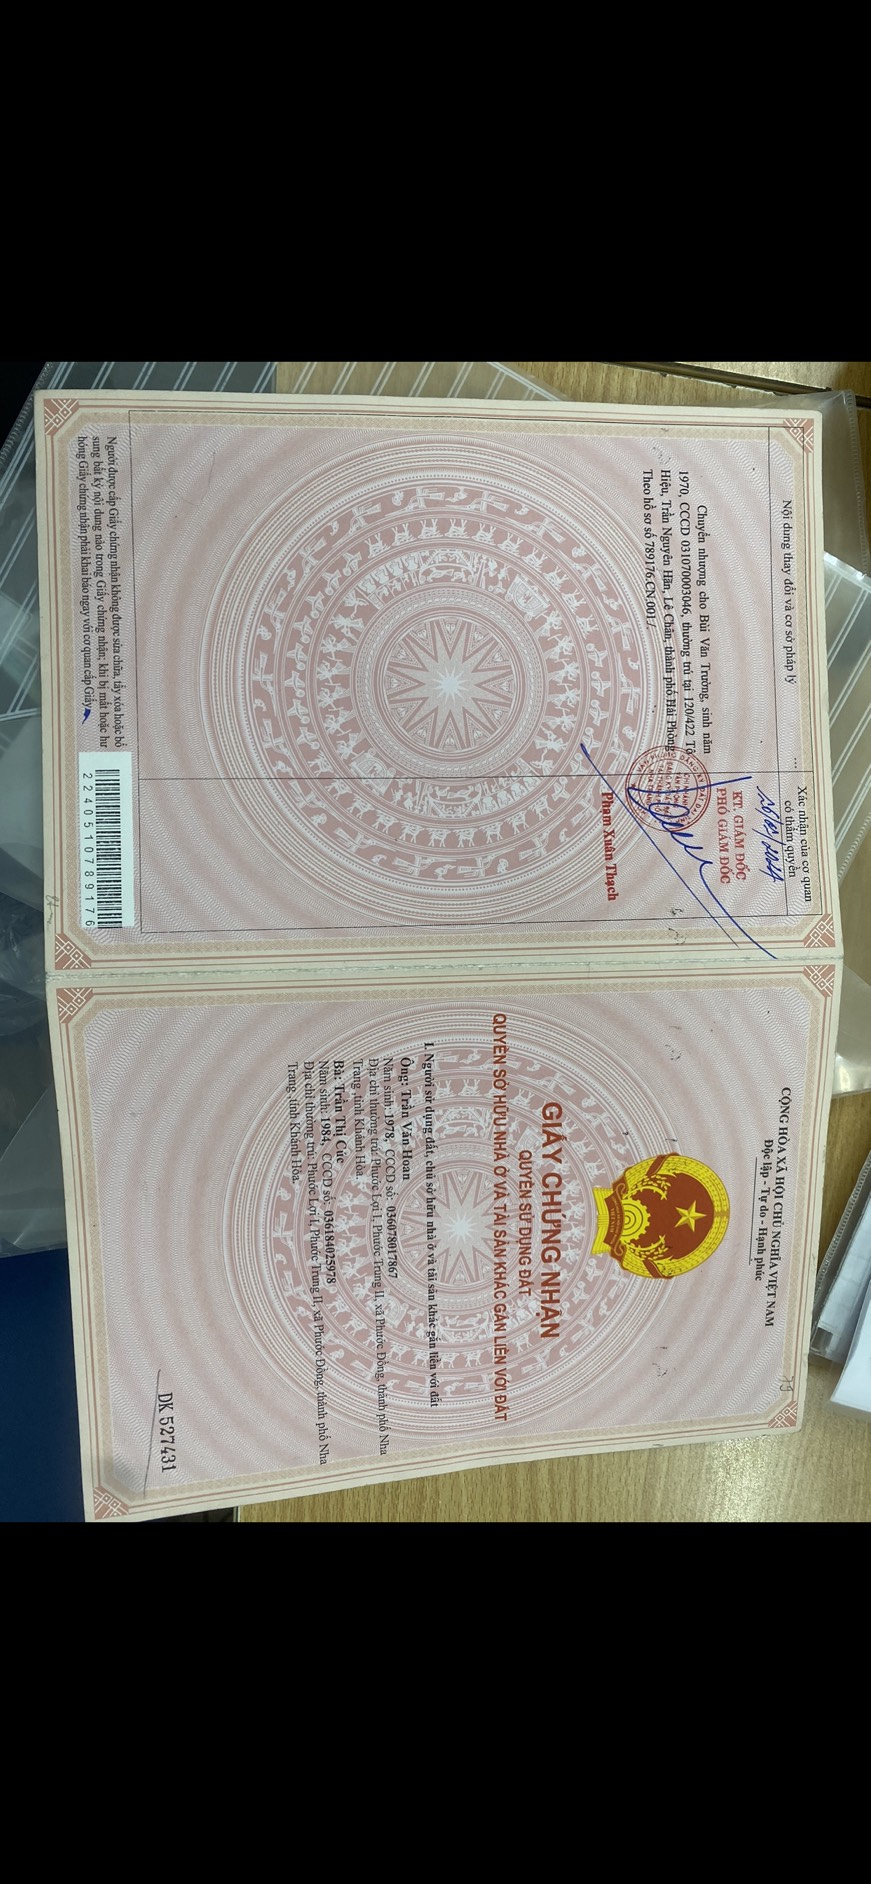 Nội dung thay đổi và cơ sở pháp lý
Xác nhận của cơ quan
có thẩm quyền
Chuyển nhượng cho Bùi Văn Trường, sinh năm
1970, CCCD 031070003046, thường trú tại 120/422 Tô
Hiệu, Trần Nguyên Hãn, Lê Chân, thành phố Hải Phòng
Theo hồ sơ số 789176.CN.001./.
KT. GIÁM ĐỐC
PHÓ GIÁM ĐỐC
Phạm Xuân Thạch
Người được cấp Giấy chứng nhận không được sửa chữa, tẩy xóa hoặc bổ
sung bất kỳ nội dung nào trong Giấy chứng nhận; khi bị mất hoặc hư
hỏng Giấy chứng nhận phải khai báo ngay với cơ quan cấp Giấy.
2240510789176
CỘNG HÒA XÃ HỘI CHỦ NGHĨA VIỆT NAM
Độc lập - Tự do - Hạnh phúc
GIẤY CHỨNG NHẬN
QUYỀN SỬ DỤNG ĐẤT
QUYỀN SỞ HỮU NHÀ Ở VÀ TÀI SẢN KHÁC GẮN LIỀN VỚI ĐẤT
I. Người sử dụng đất, chủ sở hữu nhà ở và tài sản khác gắn liền với đất
Ông: Trần Văn Hoan
Năm sinh: 1978, CCCD số: 036078017867
Địa chỉ thường trú: Phước Lợi I, Phước Trung II, xã Phước Đồng, thành phố Nha
Trang ,tỉnh Khánh Hòa.
Bà: Trần Thị Cúc
Năm sinh: 1984, CCCD số: 036184025978
Địa chỉ thường trú: Phước Lợi I, Phước Trung II, xã Phước Đồng, thành phố Nha
Trang ,tỉnh Khánh Hòa.
DK 527431